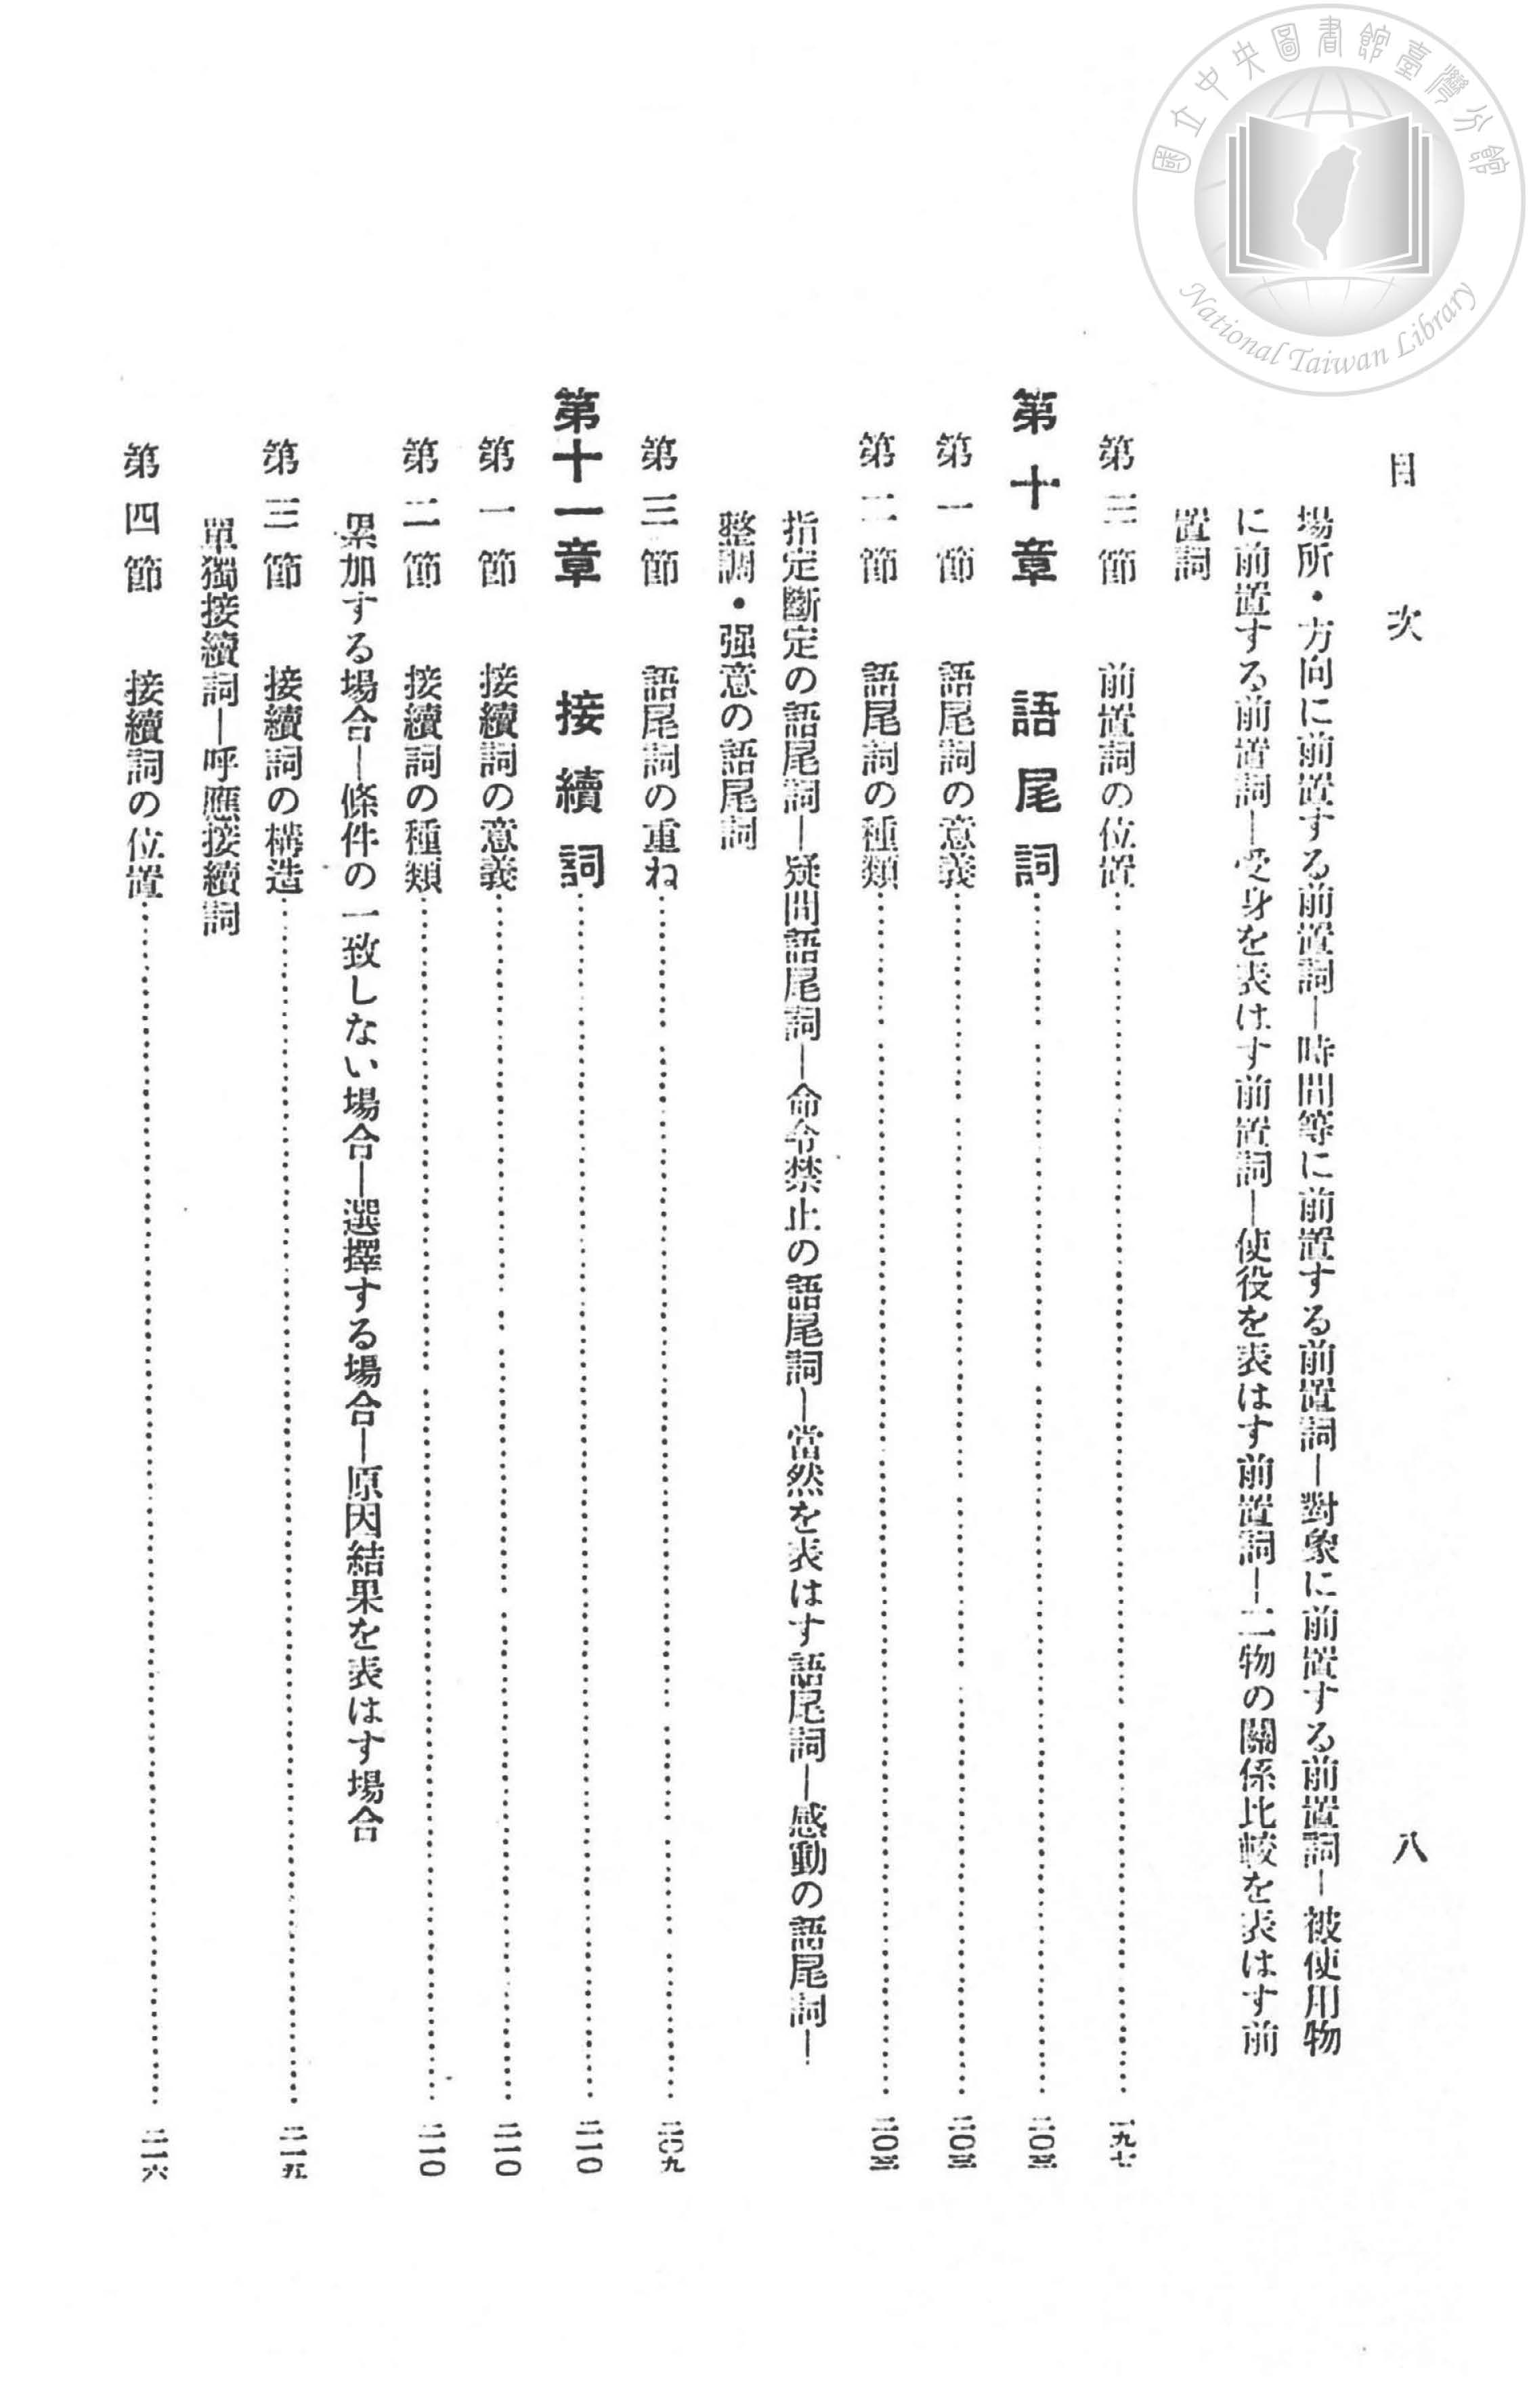 國立中央圖書館臺灣分館
National Taiwan Library
目次 八
場所・方向に前置する前置詞―時間等に前置する前置詞―對象に前置する前置詞―被使用物
に前置する前置詞―受身を表はす前置詞―使役を表はす前置詞―二物の關係比較を表はす前
置詞
第三節 前置詞の位置……一九七
第十章 語尾詞……二〇三
第一節 語尾詞の意義……二〇三
第二節 語尾詞の種類……二〇三
指定斷定の語尾詞―疑問語尾詞―命令禁止の語尾詞―當然を表はす語尾詞―感動の語尾詞―
整調・强意の語尾詞
第三節 語尾詞の重ね……二〇九
第十一章 接續詞……二一〇
第一節 接續詞の意義……二一〇
第二節 接續詞の種類……二一〇
累加する場合―條件の一致しない場合―選擇する場合―原因結果を表はす場合
第三節 接續詞の構造……二一五
單獨接續詞―呼應接續詞
第四節 接續詞の位置……二一六